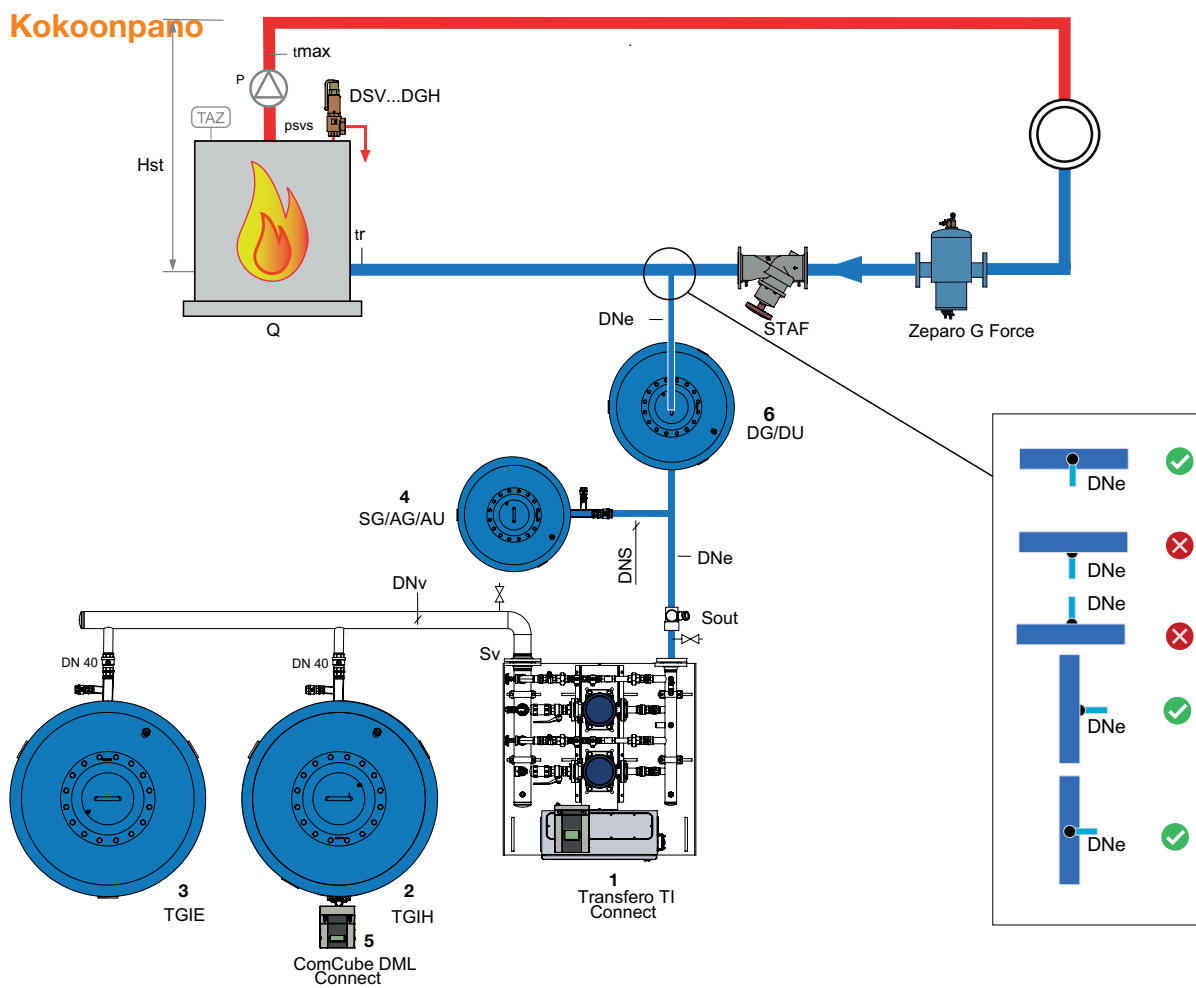 Kokoonpano
tmax
P
DSV...DGH
TAZ
psvs
Hst
tr
Q
DNe
STAF
Zeparo G Force
6
DG/DU
4
SG/AG/AU
DNS
DNe
DNv
Sout
Sv
DN 40
DN 40
3
TGIE
2
TGIH
1
Transfero TI
Connect
5
ComCube DML
Connect
DNe
DNe
DNe
DNe
DNe